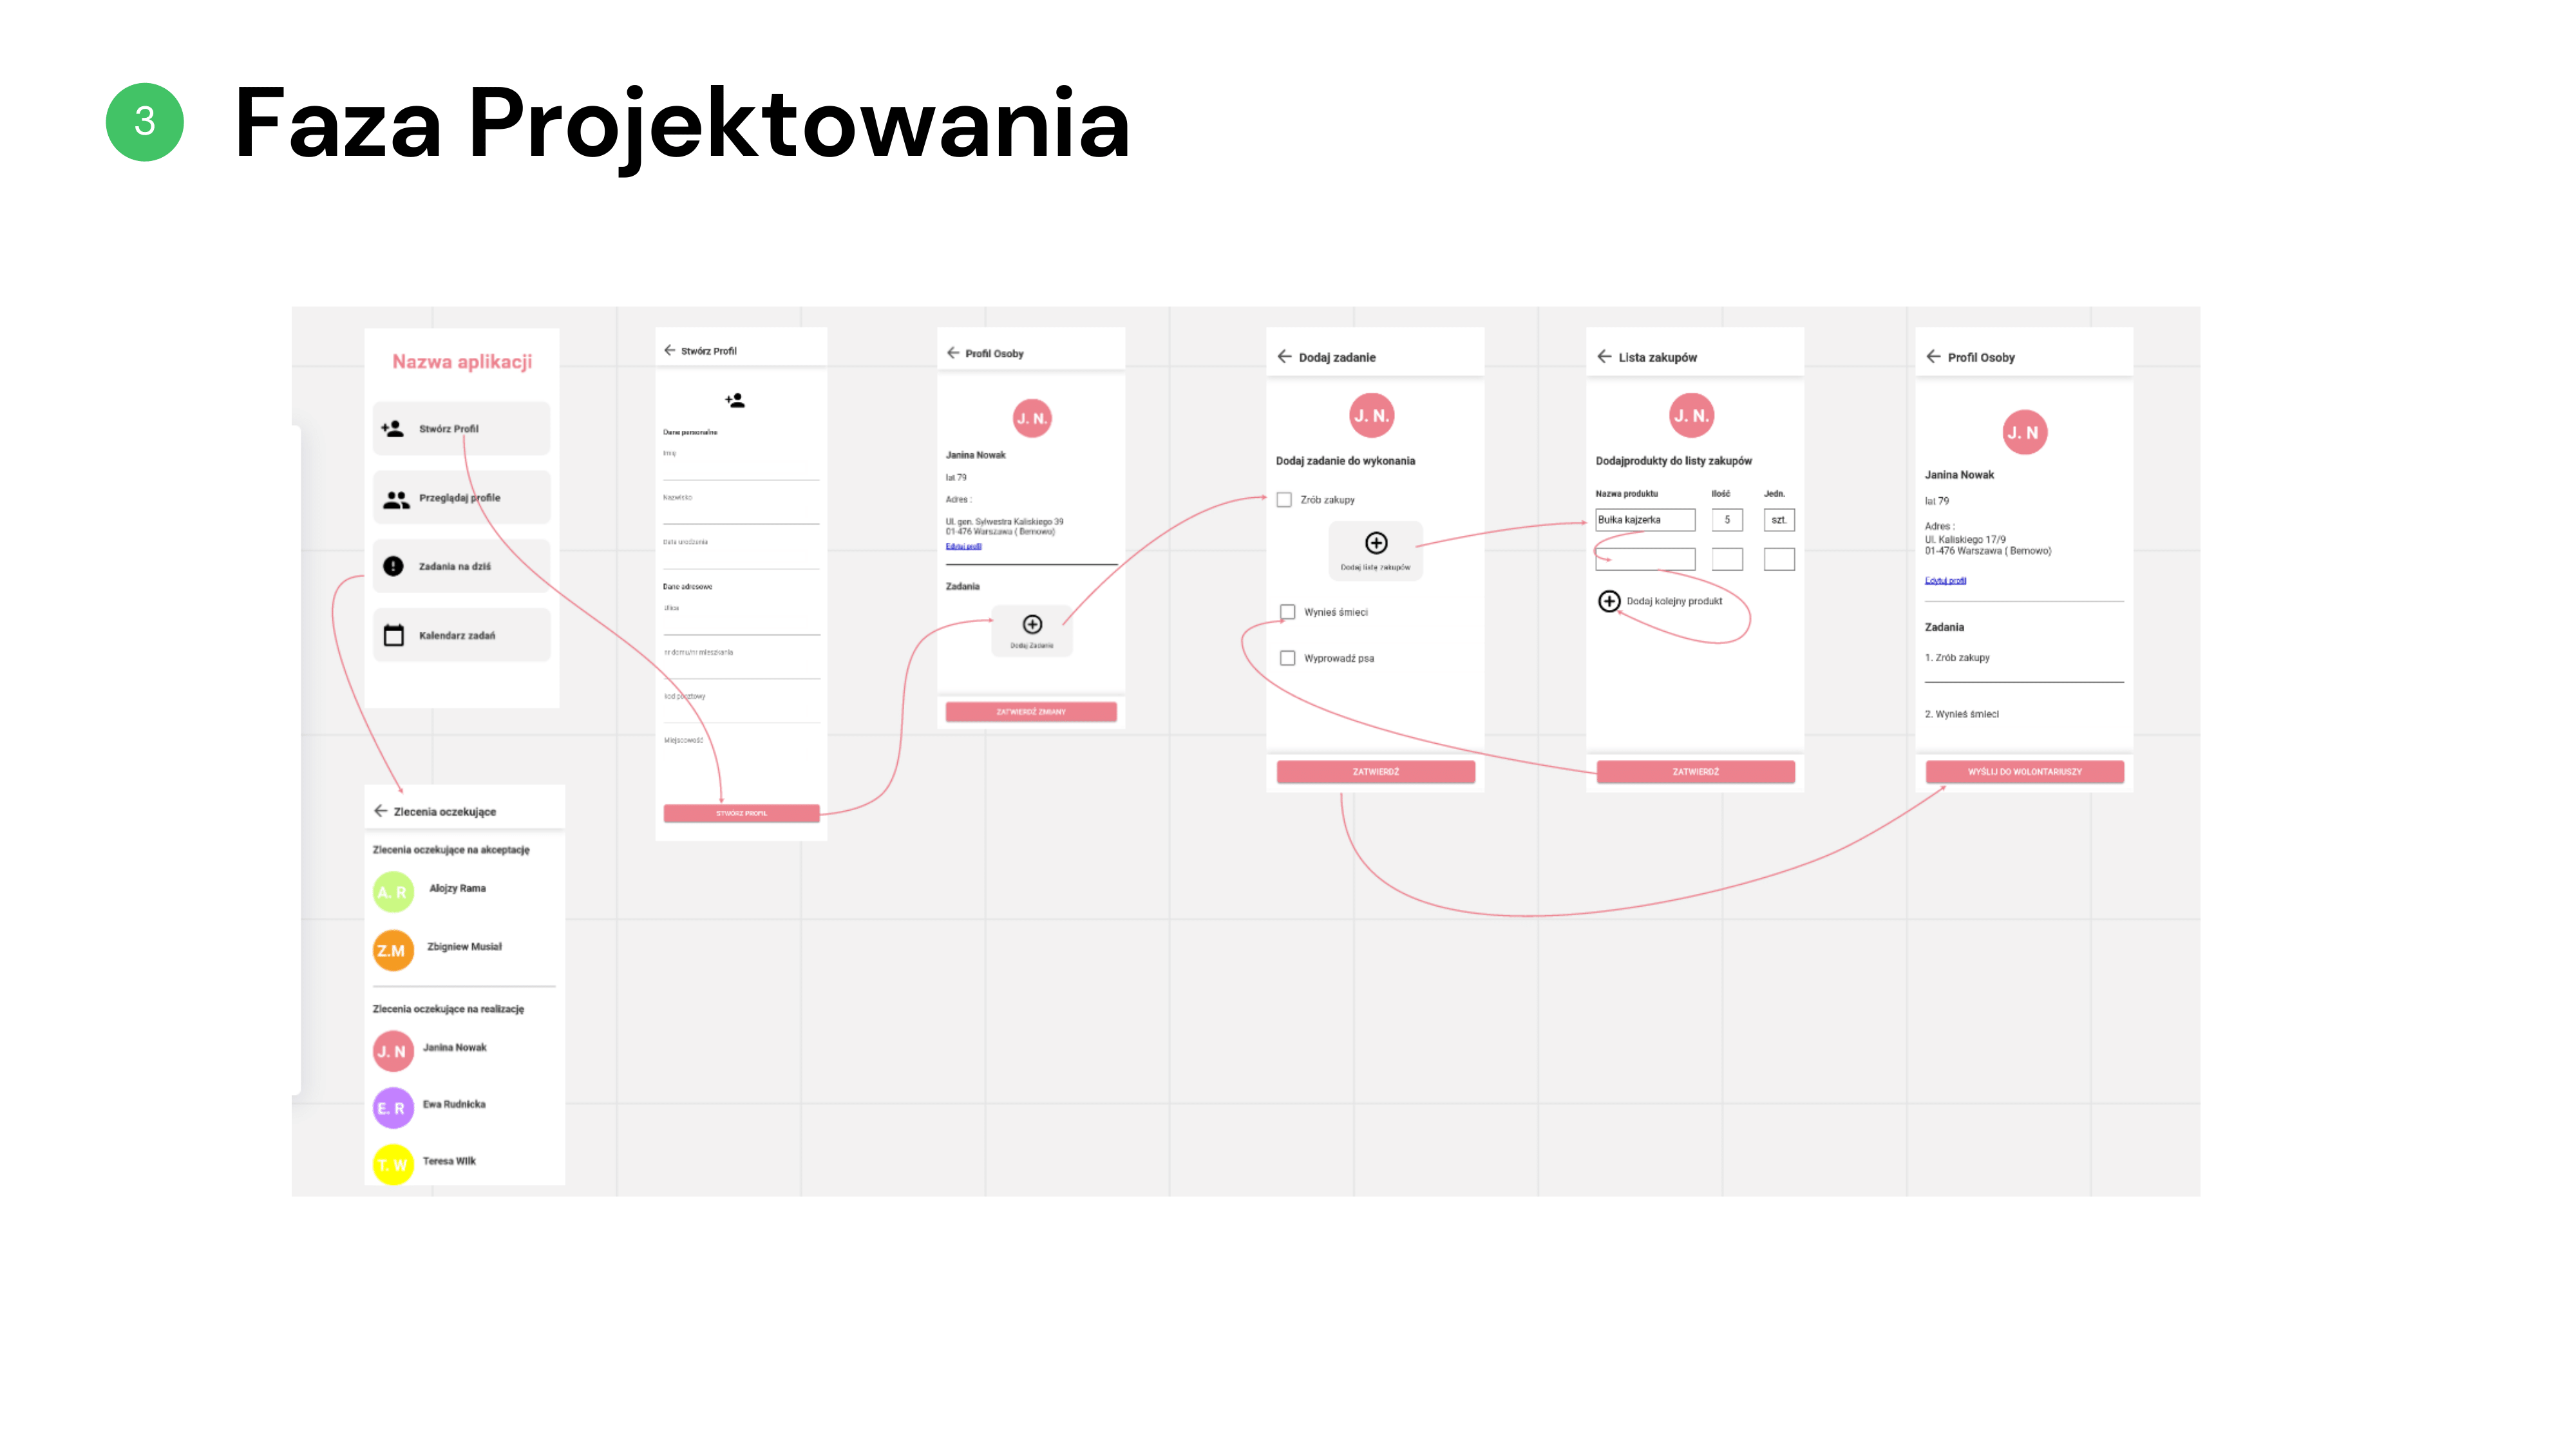 3
Faza Projektowania
Nazwa aplikacji
Stwórz Profil
Przeglądaj profile
Zadania na dziś
Kalendarz zadań
Zlecenia oczekujące
Zlecenia oczekujące na akceptację
A. R
Alojzy Rama
Z.M
Zbigniew Musiał
Zlecenia oczekujące na realizację
J. N
Janina Nowak
E. R
Ewa Rudnicka
T. W
Teresa WIlk
Stwórz Profil
Dane personalne
Imię
Nazwisko
Data urodzenia
Dane adresowe
Ulica
nr domu/nr mieszkania
kod pocztowy
Miejscowość
STWÓRZ PROFIL
Profil Osoby
J. N.
Janina Nowak
lat 79
Adres :
Ul. gen. Sylwestra Kaliskiego 39
01-476 Warszawa ( Bemowo)
Edytuj profil
Zadania
Dodaj Zadanie
ZATWIERDŹ ZMIANY
Dodaj zadanie
J. N.
Dodaj zadanie do wykonania
Zrób zakupy
Dodaj listę zakupów
Wynieś śmieci
Wyprowadź psa
ZATWIERDŹ
Lista zakupów
J. N.
Dodajprodukty do listy zakupów
Nazwa produktu Ilość Jedn.
Bułka kajzerka 5 szt.
Dodaj kolejny produkt
ZATWIERDŹ
Profil Osoby
J. N
Janina Nowak
lat 79
Adres :
Ul. Kaliskiego 17/9
01-476 Warszawa ( Bemowo)
Edytuj profil
Zadania
1. Zrób zakupy
2. Wynieś śmieci
WYŚLIJ DO WOLONTARIUSZY